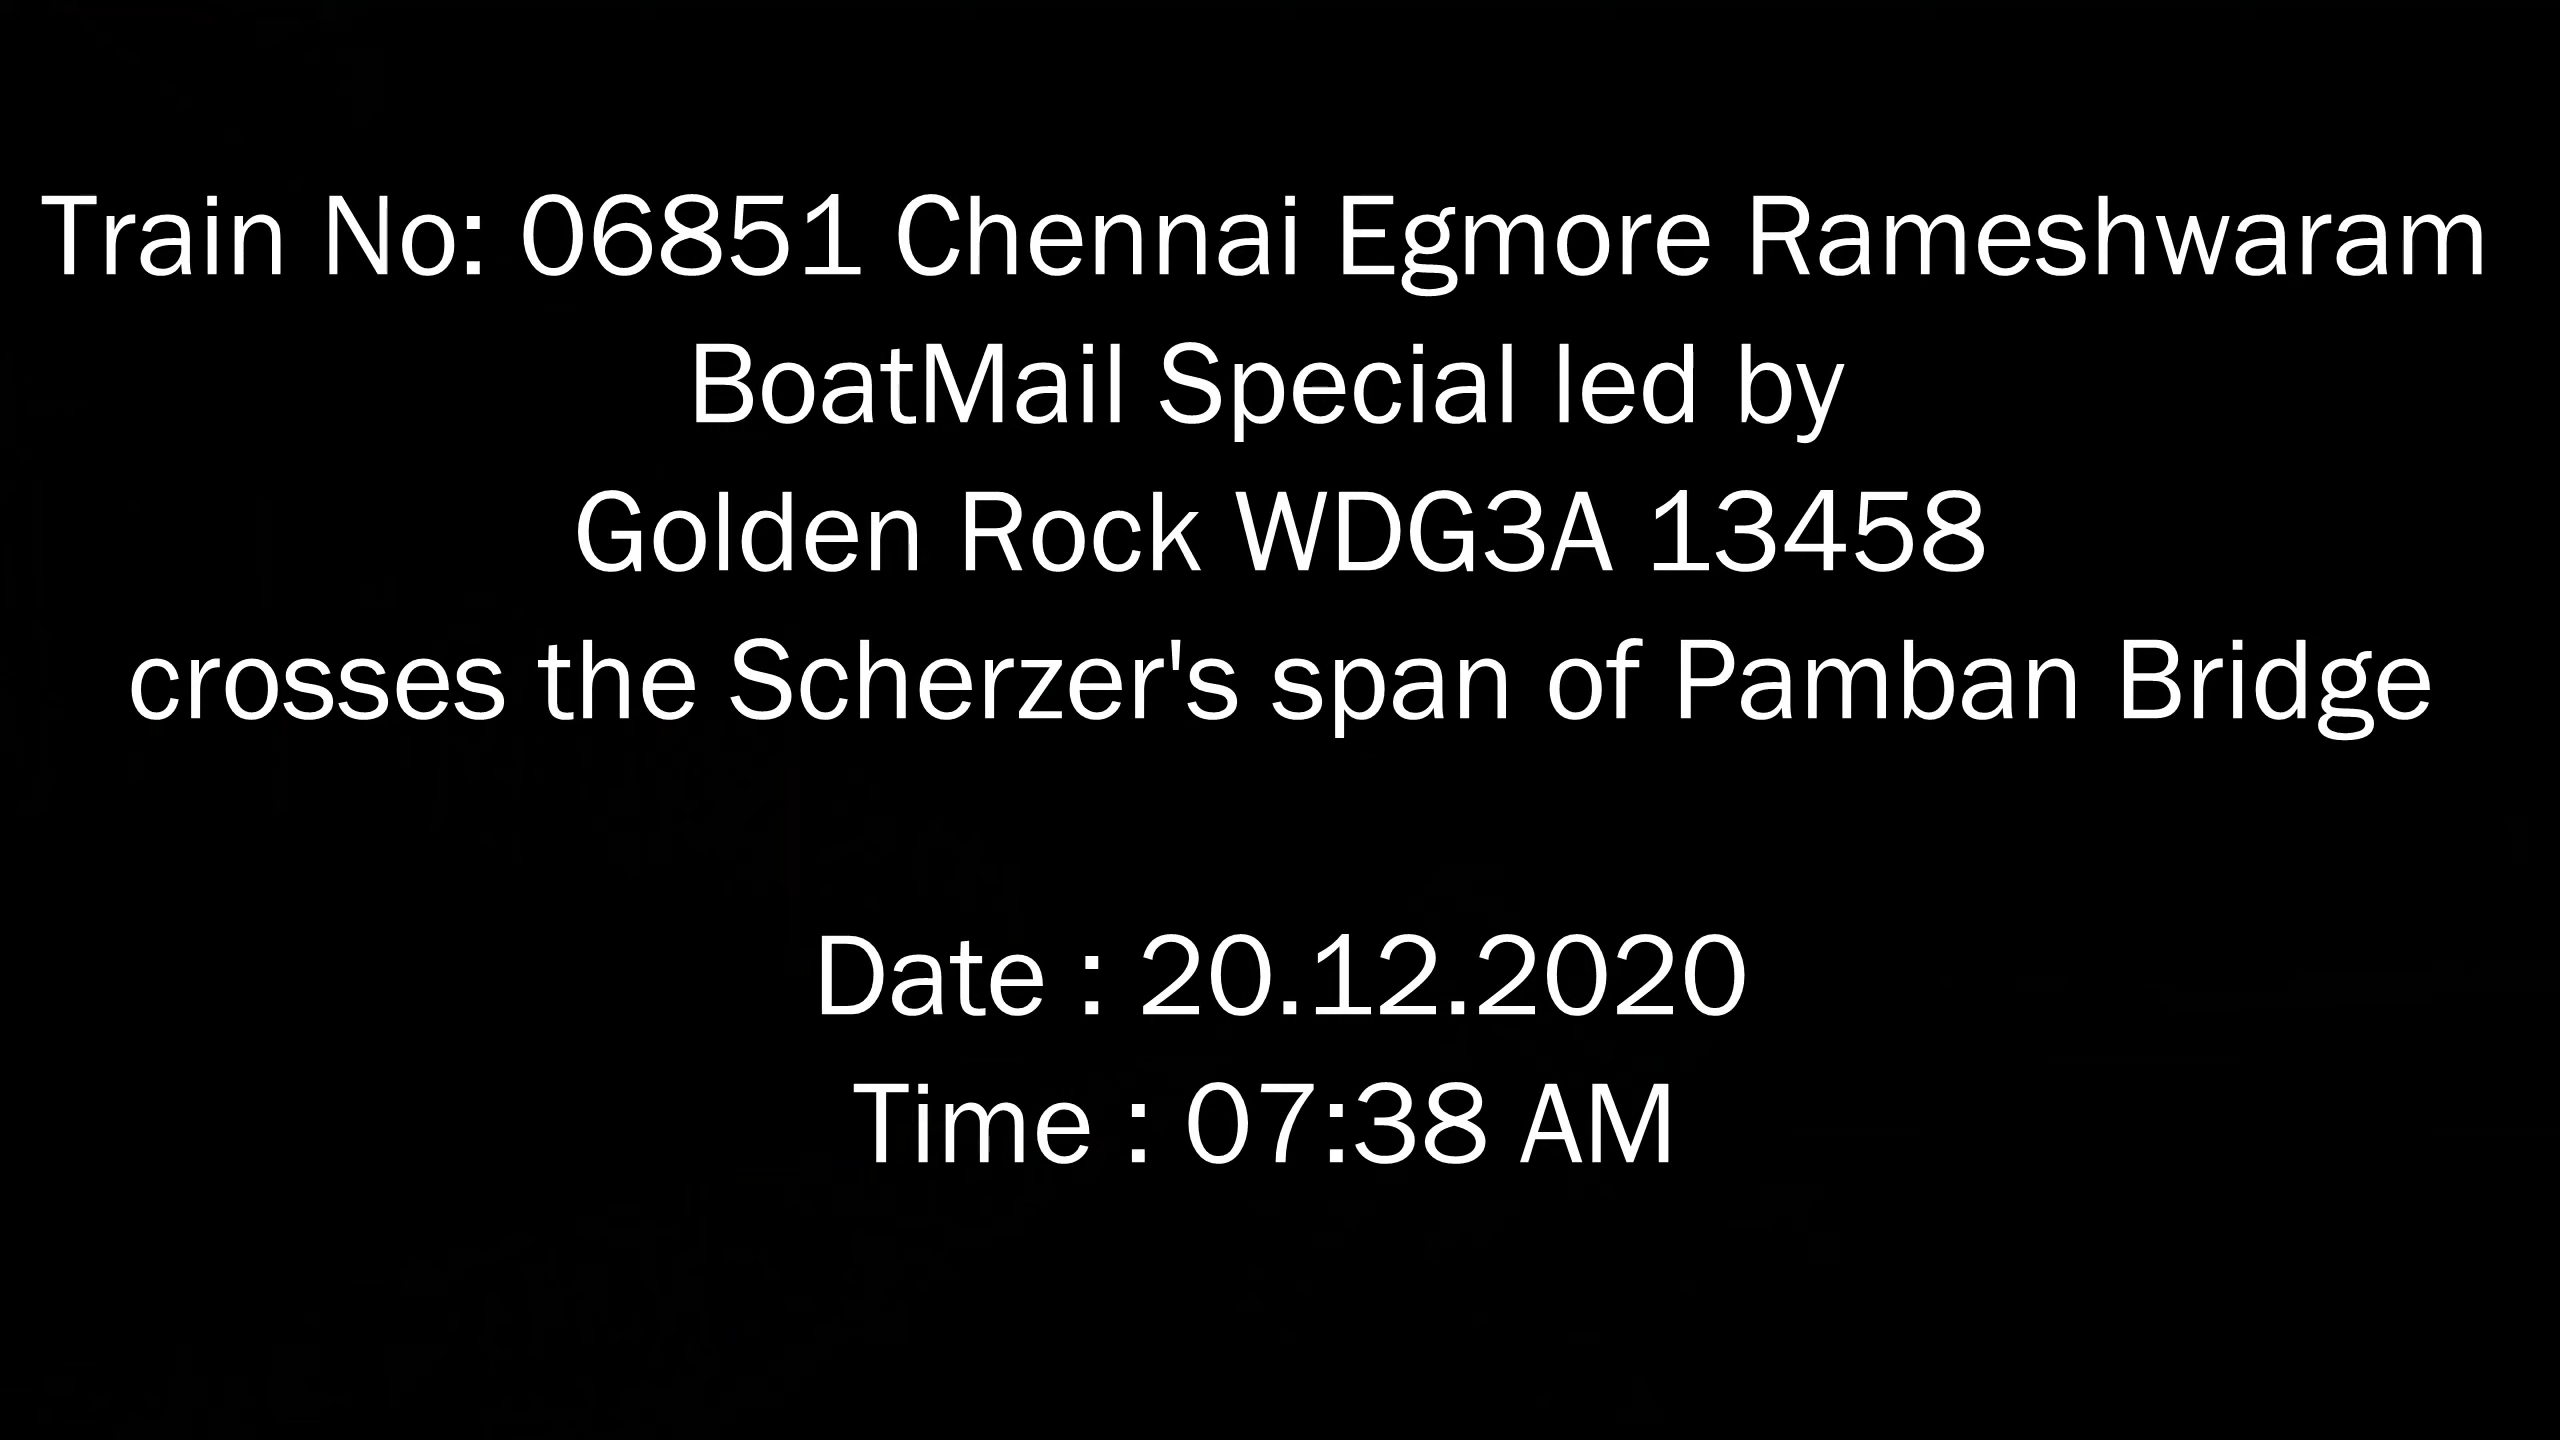 Train No: 06851 Chennai Egmore Rameshwaram
BoatMail Special led by
Golden Rock WDG3A 13458
crosses the Scherzer's span of Pamban Bridge
Date : 20.12.2020
Time : 07:38 AM